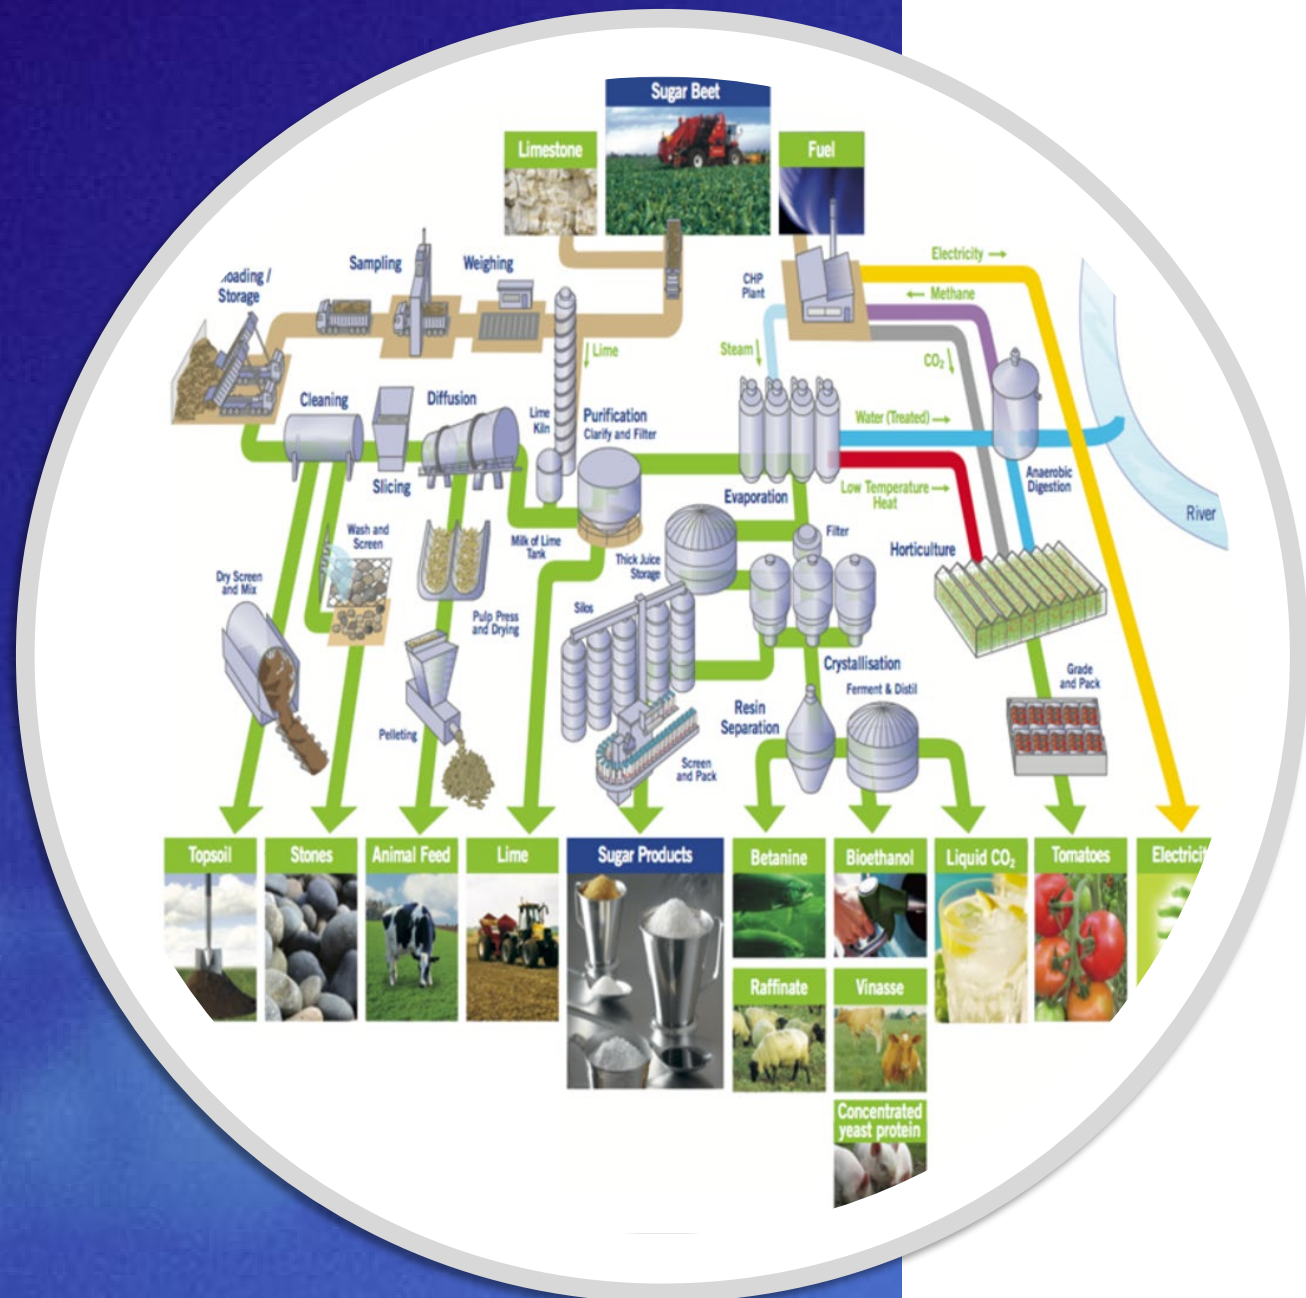 Sugar Beet
Limestone
Fuel
Electricity
Sampling
Weighing
Storage
CHP
Plant
Methane
Lime
Steam
CO₂
Cleaning
Diffusion
Lime
Kiln
Purification
Clarify and Filter
Water (Treated)
Slicing
Evaporation
Low Temperature
Heat
Anaerobic
Digestion
River
Wash and
Screen
Milk of Lime
Tank
Filter
Horticulture
Thick Juice
Storage
Dry Screen
and Mix
Silos
Pulp Press
and Drying
Crystallisation
Grade
and Pack
Ferment & Distil
Resin
Separation
Pelleting
Screen
and Pack
Topsoil
Stones
Animal Feed
Lime
Sugar Products
Betanine
Bioethanol
Liquid CO₂
Tomatoes
Raffinate
Vinasse
Concentrated
yeast protein